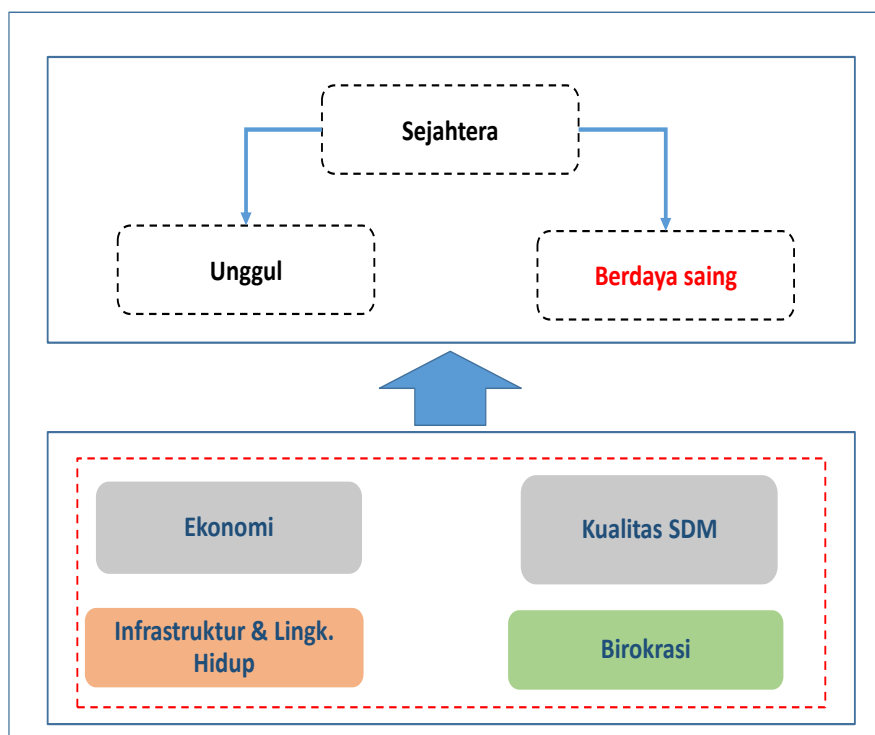 Sejahtera
Unggul
Berdaya saing
Ekonomi
Kualitas SDM
Infrastruktur & Lingk.
Hidup
Birokrasi